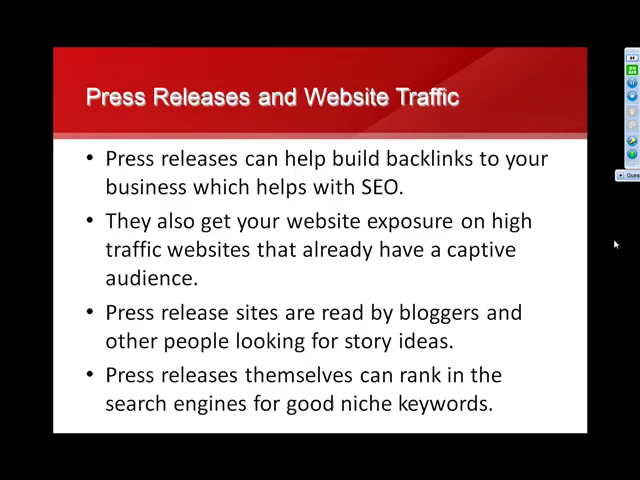 Press Releases and Website Traffic
• Press releases can help build backlinks to your
business which helps with SEO.
• They also get your website exposure on high
traffic websites that already have a captive
audience.
• Press release sites are read by bloggers and
other people looking for story ideas.
• Press releases themselves can rank in the
search engines for good niche keywords.
Ques